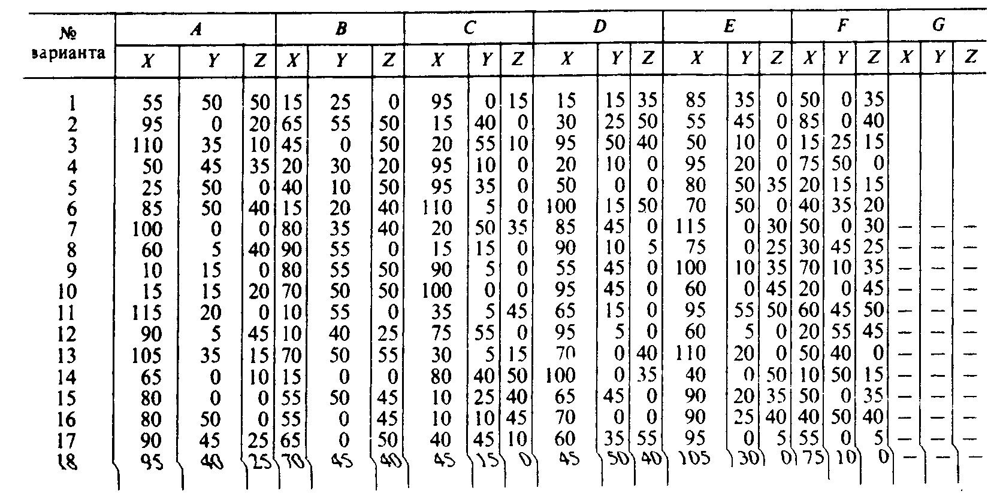 № варианта A B C D E F G
X Y Z X Y Z X Y Z X Y Z X Y Z X Y Z X Y Z
1 55 50 50 15 25 0 95 0 15 15 15 35 85 35 0 50 0 35
2 95 0 20 65 55 50 15 40 0 30 25 50 55 45 0 85 0 40
3 110 35 10 45 0 50 20 55 10 95 50 40 50 10 0 15 25 15
4 50 45 35 20 30 20 95 10 0 20 10 0 95 20 0 75 50 0
5 25 50 0 40 10 50 95 35 0 50 0 0 80 50 35 20 15 15
6 85 50 40 15 20 40 110 5 0 100 15 50 70 50 0 40 35 20
7 100 0 0 80 35 40 20 50 35 85 45 0 115 0 30 50 0 30 — — —
8 60 5 40 90 55 0 15 15 0 90 10 5 75 0 25 30 45 25 — — —
9 10 15 0 80 55 50 90 5 0 55 45 0 100 10 35 70 10 35 — — —
10 15 15 20 70 50 50 100 0 0 95 45 0 60 0 45 20 0 45 — — —
11 115 20 0 10 55 0 35 5 45 65 15 0 95 55 50 60 45 50 — — —
12 90 5 45 10 40 25 75 55 0 95 5 0 60 5 0 20 55 45 — — —
13 105 35 15 70 50 55 30 5 15 70 0 40 110 20 0 50 40 0 — — —
14 65 0 10 15 0 0 80 40 50 100 0 35 40 0 50 10 50 15 — — —
15 80 0 0 55 50 45 10 25 40 65 45 0 90 20 35 50 0 35 — — —
16 80 50 0 55 0 45 10 10 45 70 0 0 90 25 40 40 50 40 — — —
17 90 45 25 65 0 50 40 45 10 60 35 55 95 0 5 55 0 5 — — —
18 95 40 25 70 45 40 45 15 0 45 50 40 105 30 0 75 10 0 — — —